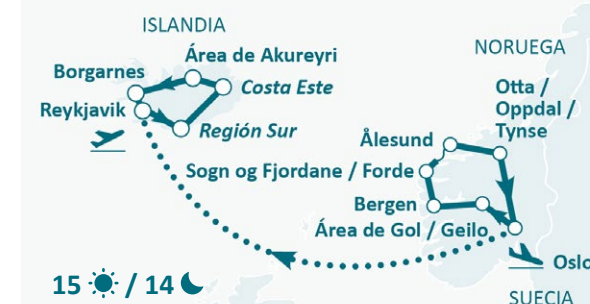 ISLANDIA
NORUEGA
Área de Akureyri
Borgarnes
Costa Este
Reykjavik
Región Sur
Otta /
Oppdal /
Tynse
Ålesund
Sogn og Fjordane / Forde
Bergen
Área de Gol / Geilo
Oslo
15 / 14
SUECIA